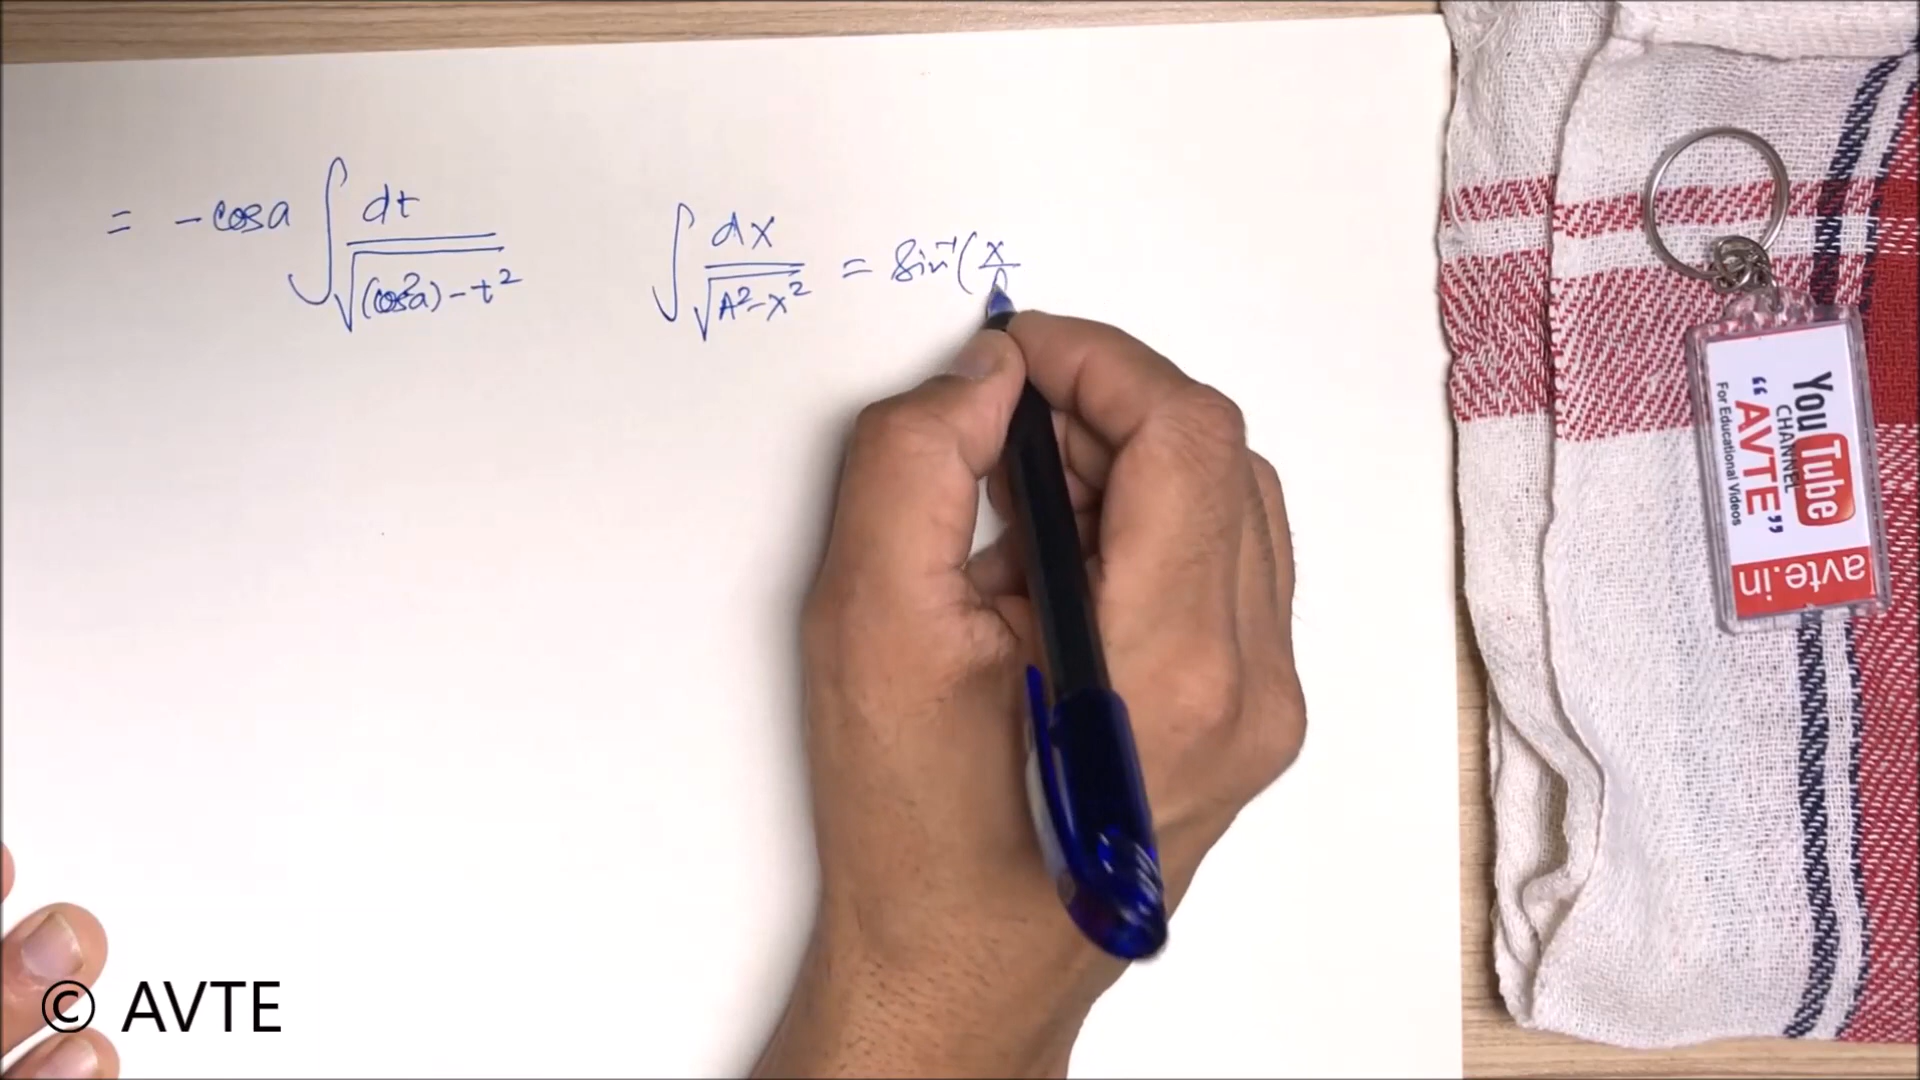 = -cosa ∫ dt / √((cos²a) - t²)
∫ dx / √(A² - x²) = Sin⁻¹(x/
YouTube
CHANNEL
“AVTE”
For Educational Videos
avte.in
© AVTE